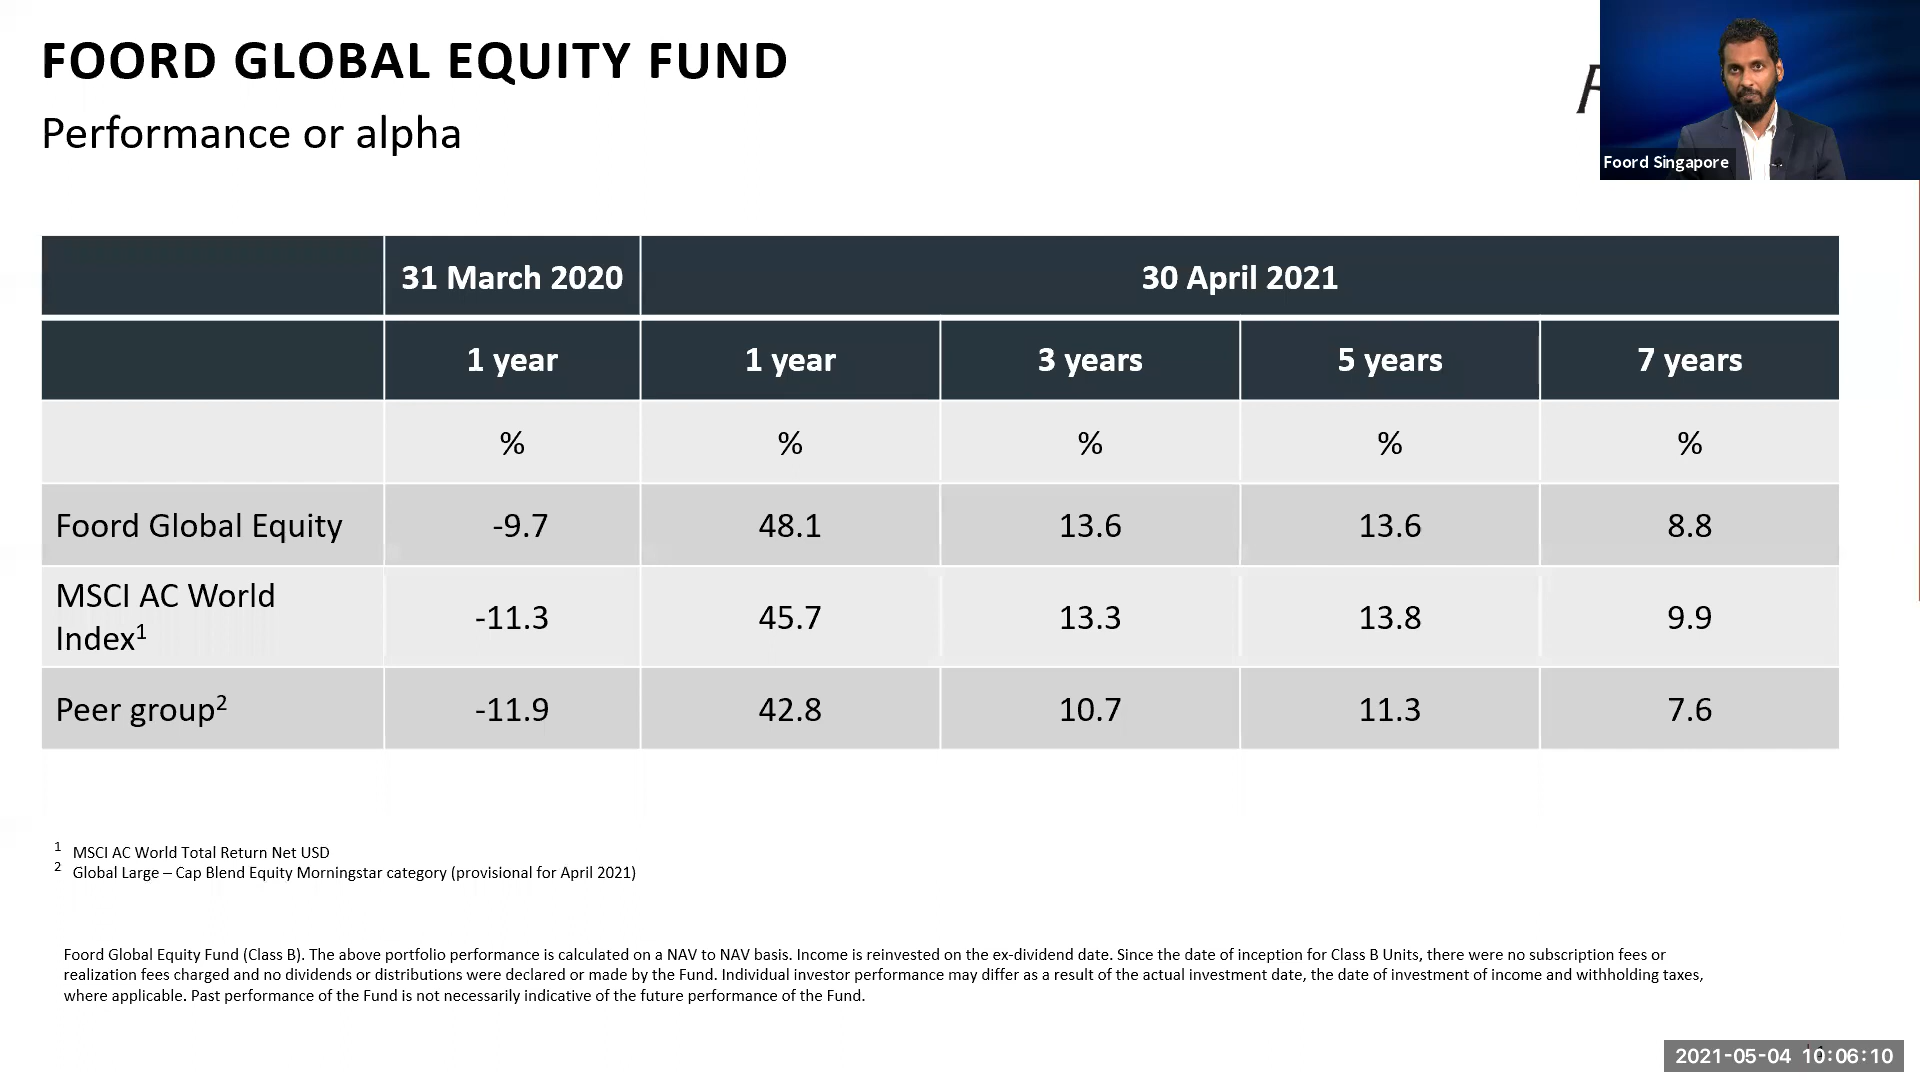 FOORD GLOBAL EQUITY FUND
Performance or alpha
Foord Singapore
31 March 2020 30 April 2021
1 year 1 year 3 years 5 years 7 years
% % % % %
Foord Global Equity -9.7 48.1 13.6 13.6 8.8
MSCI AC World
Index¹ -11.3 45.7 13.3 13.8 9.9
Peer group² -11.9 42.8 10.7 11.3 7.6
¹ MSCI AC World Total Return Net USD
² Global Large – Cap Blend Equity Morningstar category (provisional for April 2021)
Foord Global Equity Fund (Class B). The above portfolio performance is calculated on a NAV to NAV basis. Income is reinvested on the ex-dividend date. Since the date of inception for Class B Units, there were no subscription fees or
realization fees charged and no dividends or distributions were declared or made by the Fund. Individual investor performance may differ as a result of the actual investment date, the date of investment of income and withholding taxes,
where applicable. Past performance of the Fund is not necessarily indicative of the future performance of the Fund.
2021-05-04 10:06:10